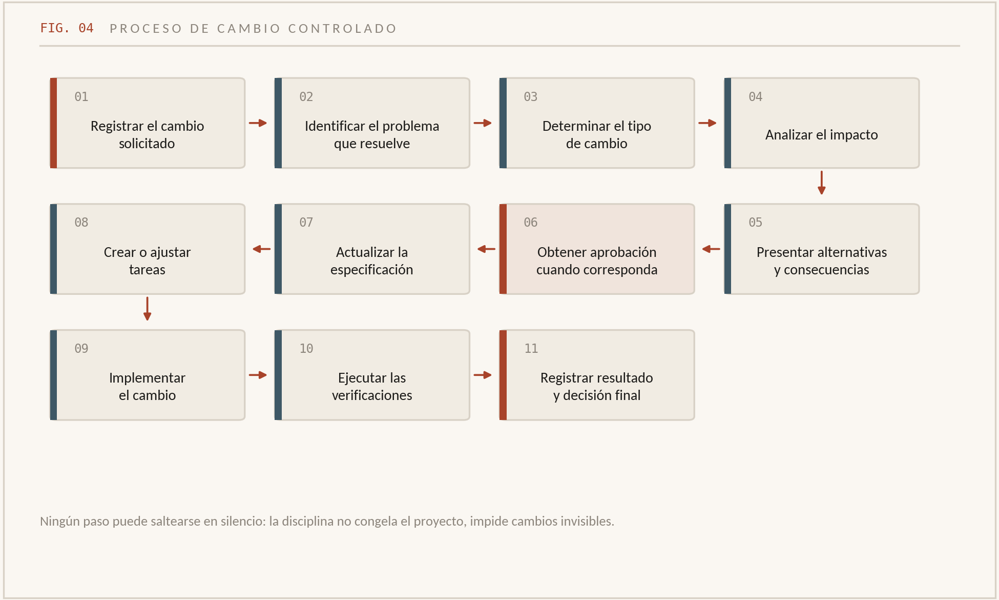 FIG. 04 PROCESO DE CAMBIO CONTROLADO
01
Registrar el cambio
solicitado
02
Identificar el problema
que resuelve
03
Determinar el tipo
de cambio
04
Analizar el impacto
05
Presentar alternativas
y consecuencias
06
Obtener aprobación
cuando corresponda
07
Actualizar la
especificación
08
Crear o ajustar
tareas
09
Implementar
el cambio
10
Ejecutar las
verificaciones
11
Registrar resultado
y decisión final
Ningún paso puede saltearse en silencio: la disciplina no congela el proyecto, impide cambios invisibles.